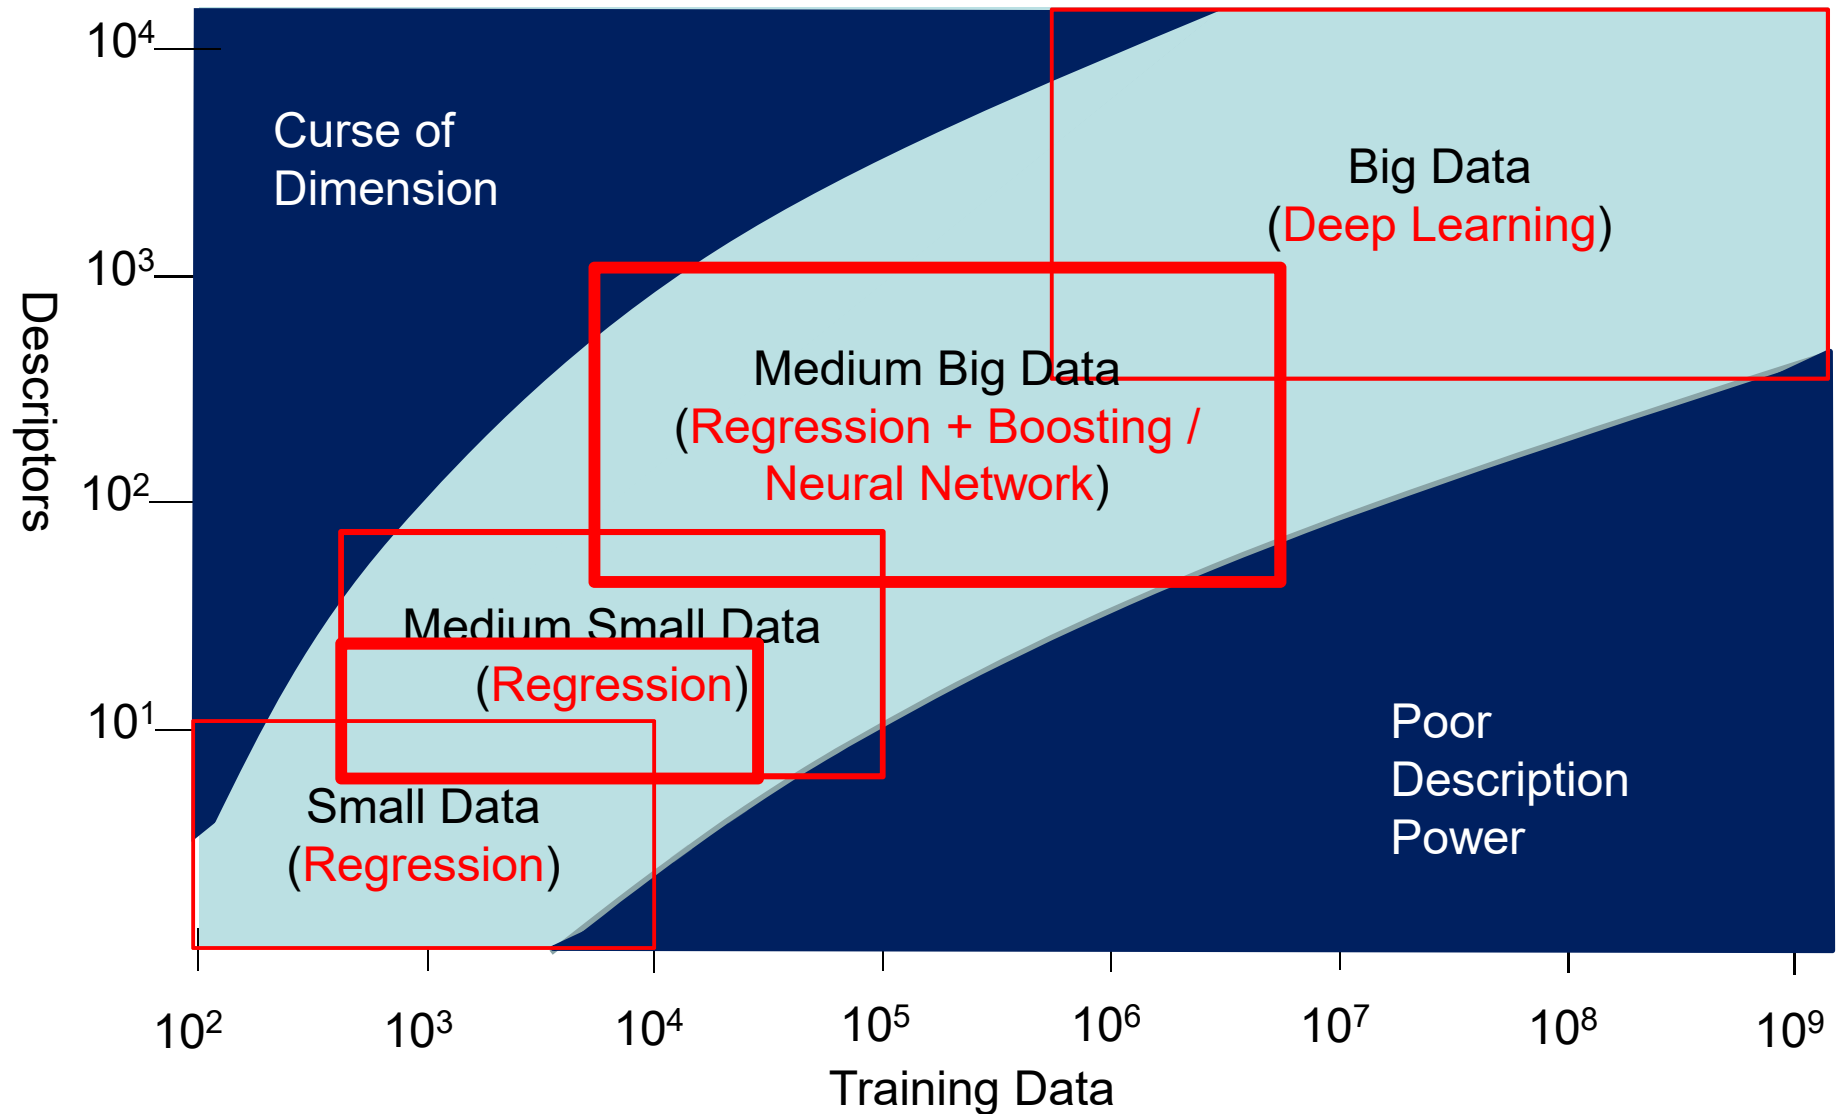 10⁴
Curse of
Dimension
Big Data
(Deep Learning)
10³
Descriptors
Medium Big Data
(Regression + Boosting /
Neural Network)
10²
Medium Small Data
(Regression)
10¹
Poor
Description
Power
Small Data
(Regression)
10² 10³ 10⁴ 10⁵ 10⁶ 10⁷ 10⁸ 10⁹
Training Data